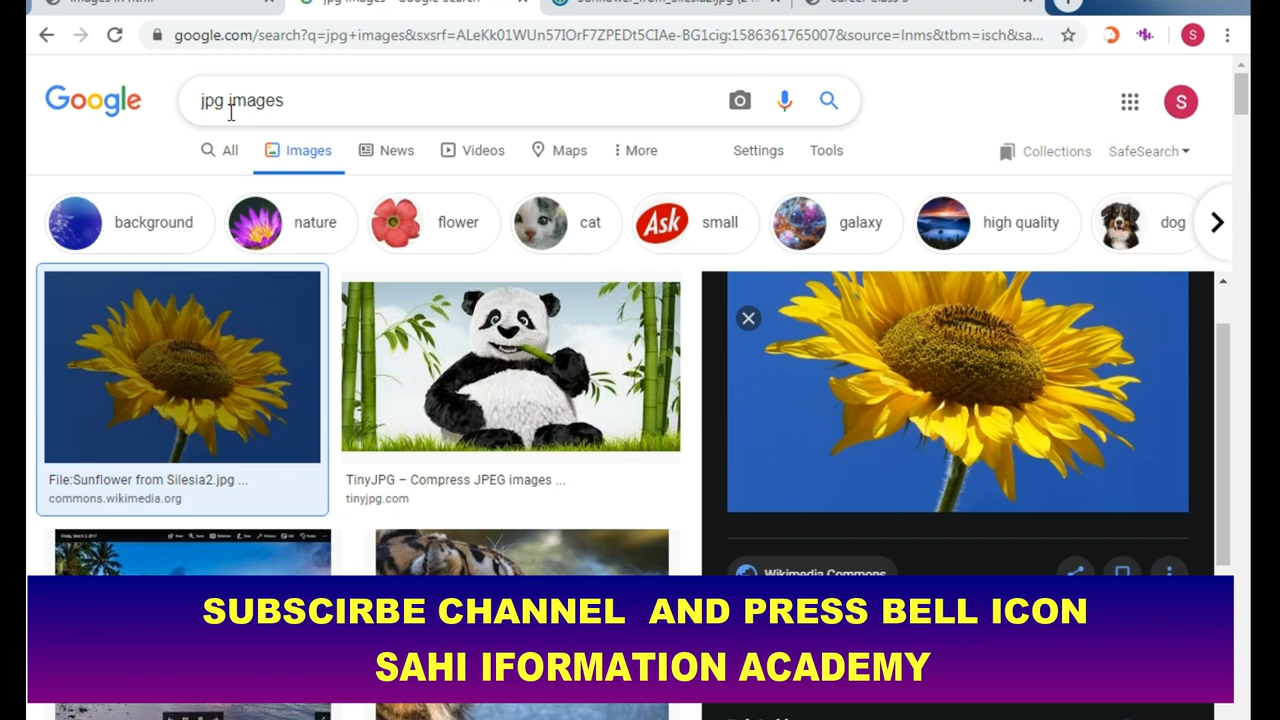 google.com/search?q=jpg+images&sxsrf=ALeKk01WUn57IOrF7ZPEDt5CIAe-BG1cig:1586361765007&source=lnms&tbm=isch&sa...
S
Google
jpg images
S
All
Images
News
Videos
Maps
More
Settings
Tools
Collections
SafeSearch
background
nature
flower
cat
Ask
small
galaxy
high quality
dog
File:Sunflower from Silesia2.jpg ...
commons.wikimedia.org
TinyJPG – Compress JPEG images ...
tinyjpg.com
Wikimedia Commons
SUBSCIRBE CHANNEL AND PRESS BELL ICON
SAHI IFORMATION ACADEMY